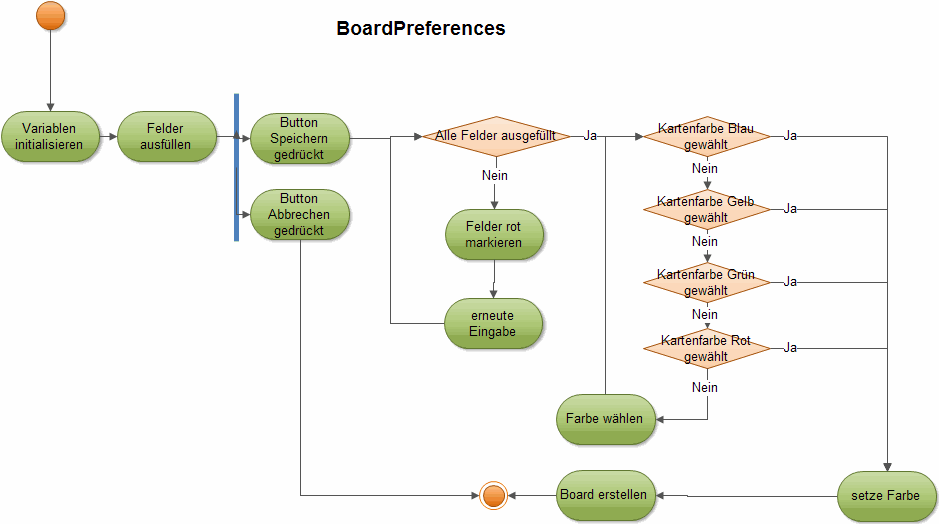 BoardPreferences
Variablen
initialisieren
Felder
ausfüllen
Button
Speichern
gedrückt
Button
Abbrechen
gedrückt
Alle Felder ausgefüllt
Ja
Nein
Felder rot
markieren
erneute
Eingabe
Kartenfarbe Blau
gewählt
Ja
Nein
Kartenfarbe Gelb
gewählt
Ja
Nein
Kartenfarbe Grün
gewählt
Ja
Nein
Kartenfarbe Rot
gewählt
Ja
Nein
Farbe wählen
Board erstellen
setze Farbe